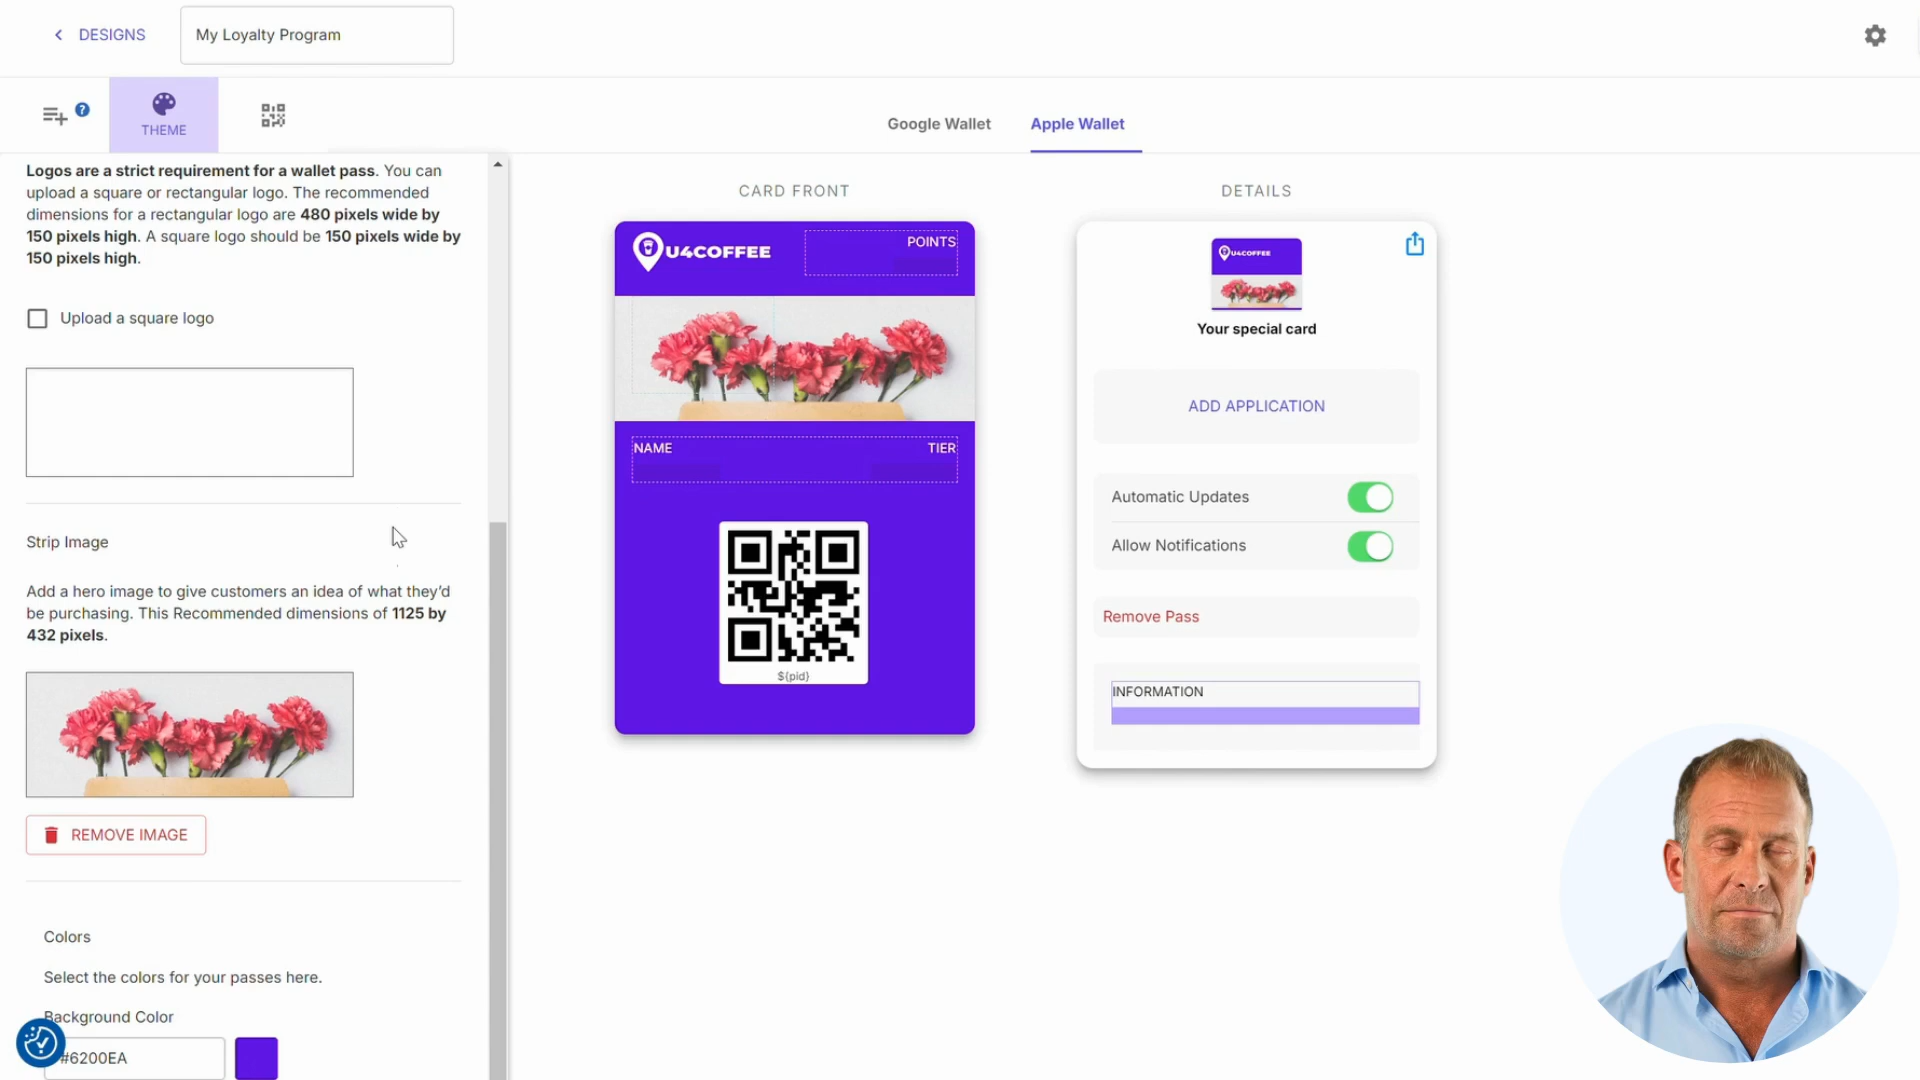 DESIGNS
My Loyalty Program
?
THEME
Google Wallet
Apple Wallet
Logos are a strict requirement for a wallet pass. You can
upload a square or rectangular logo. The recommended
dimensions for a rectangular logo are 480 pixels wide by
150 pixels high. A square logo should be 150 pixels wide by
150 pixels high.
Upload a square logo
Strip Image
Add a hero image to give customers an idea of what they'd
be purchasing. This Recommended dimensions of 1125 by
432 pixels.
REMOVE IMAGE
Colors
Select the colors for your passes here.
Background Color
#6200EA
CARD FRONT
U4COFFEE
POINTS
NAME
TIER
${pid}
DETAILS
U4COFFEE
Your special card
ADD APPLICATION
Automatic Updates
Allow Notifications
Remove Pass
INFORMATION